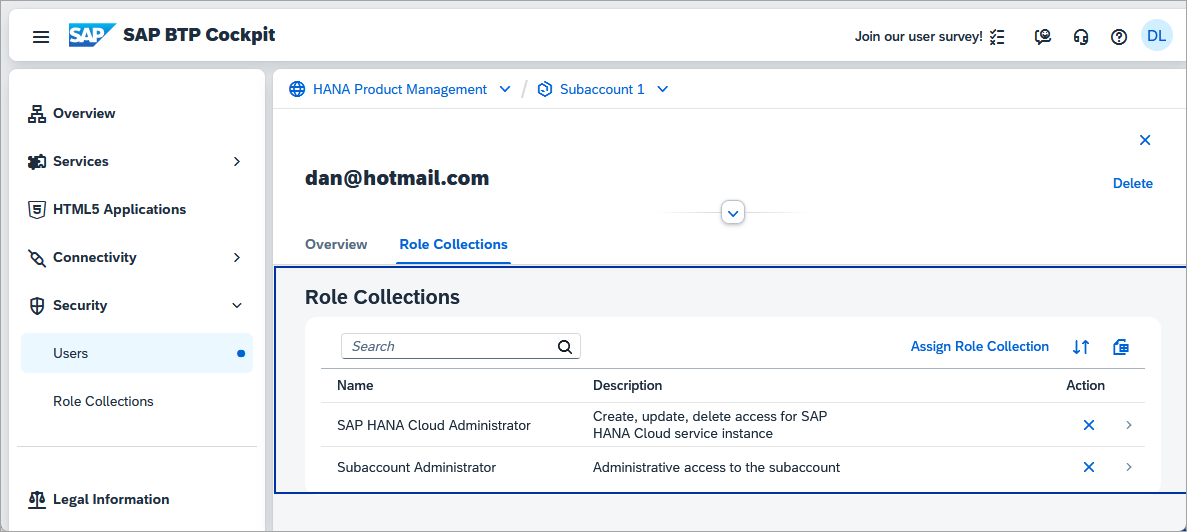 SAP SAP BTP Cockpit
Join our user survey!
DL
Overview
Services
HTML5 Applications
Connectivity
Security
Users
Role Collections
Legal Information
HANA Product Management / Subaccount 1
dan@hotmail.com
Delete
Overview Role Collections
Role Collections
Search
Assign Role Collection
Name Description Action
SAP HANA Cloud Administrator
Create, update, delete access for SAP
HANA Cloud service instance
Subaccount Administrator
Administrative access to the subaccount